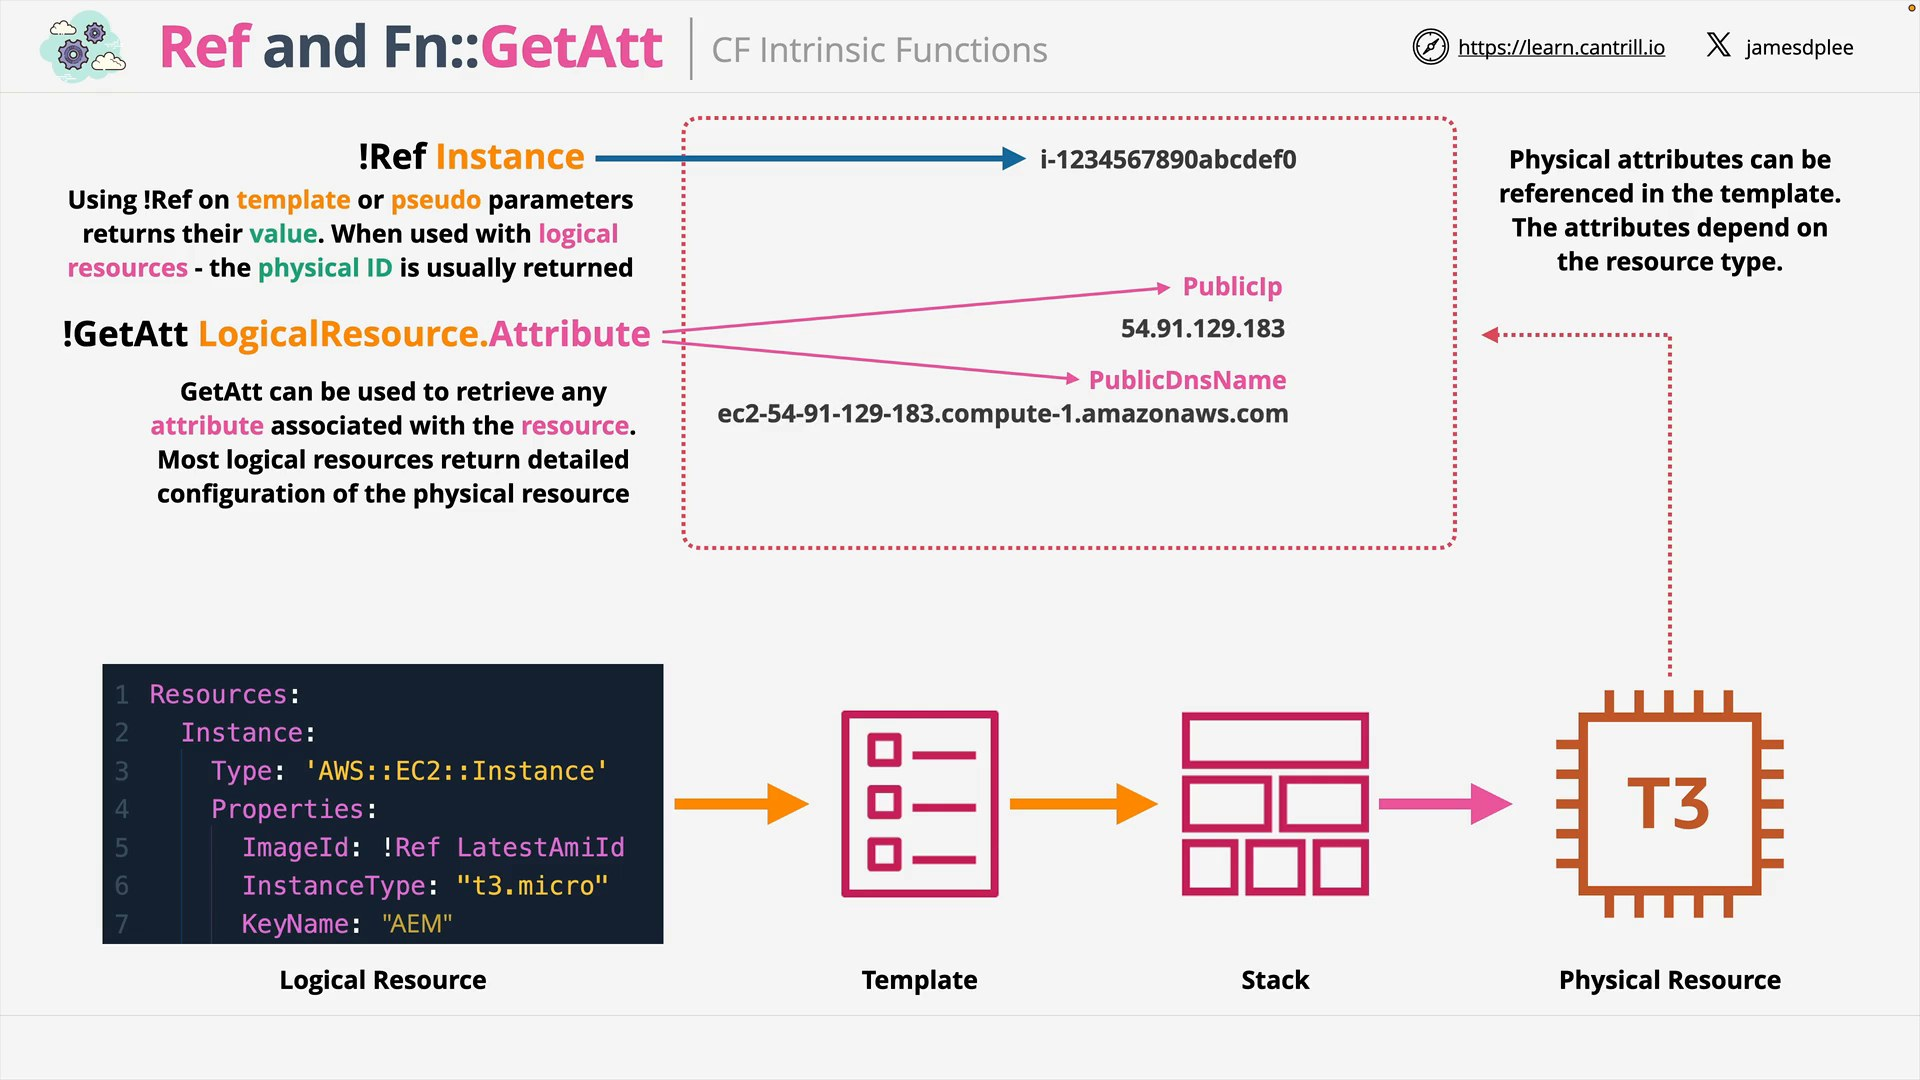 Ref and Fn::GetAtt
CF Intrinsic Functions
https://learn.cantrill.io
jamesdplee
!Ref Instance
i-1234567890abcdef0
Using !Ref on template or pseudo parameters
returns their value. When used with logical
resources - the physical ID is usually returned
Physical attributes can be
referenced in the template.
The attributes depend on
the resource type.
!GetAtt LogicalResource.Attribute
PublicIp
54.91.129.183
PublicDnsName
ec2-54-91-129-183.compute-1.amazonaws.com
GetAtt can be used to retrieve any
attribute associated with the resource.
Most logical resources return detailed
configuration of the physical resource
1 Resources:
2 Instance:
3 Type: 'AWS::EC2::Instance'
4 Properties:
5 ImageId: !Ref LatestAmiId
6 InstanceType: "t3.micro"
7 KeyName: "AEM"
T3
Logical Resource
Template
Stack
Physical Resource